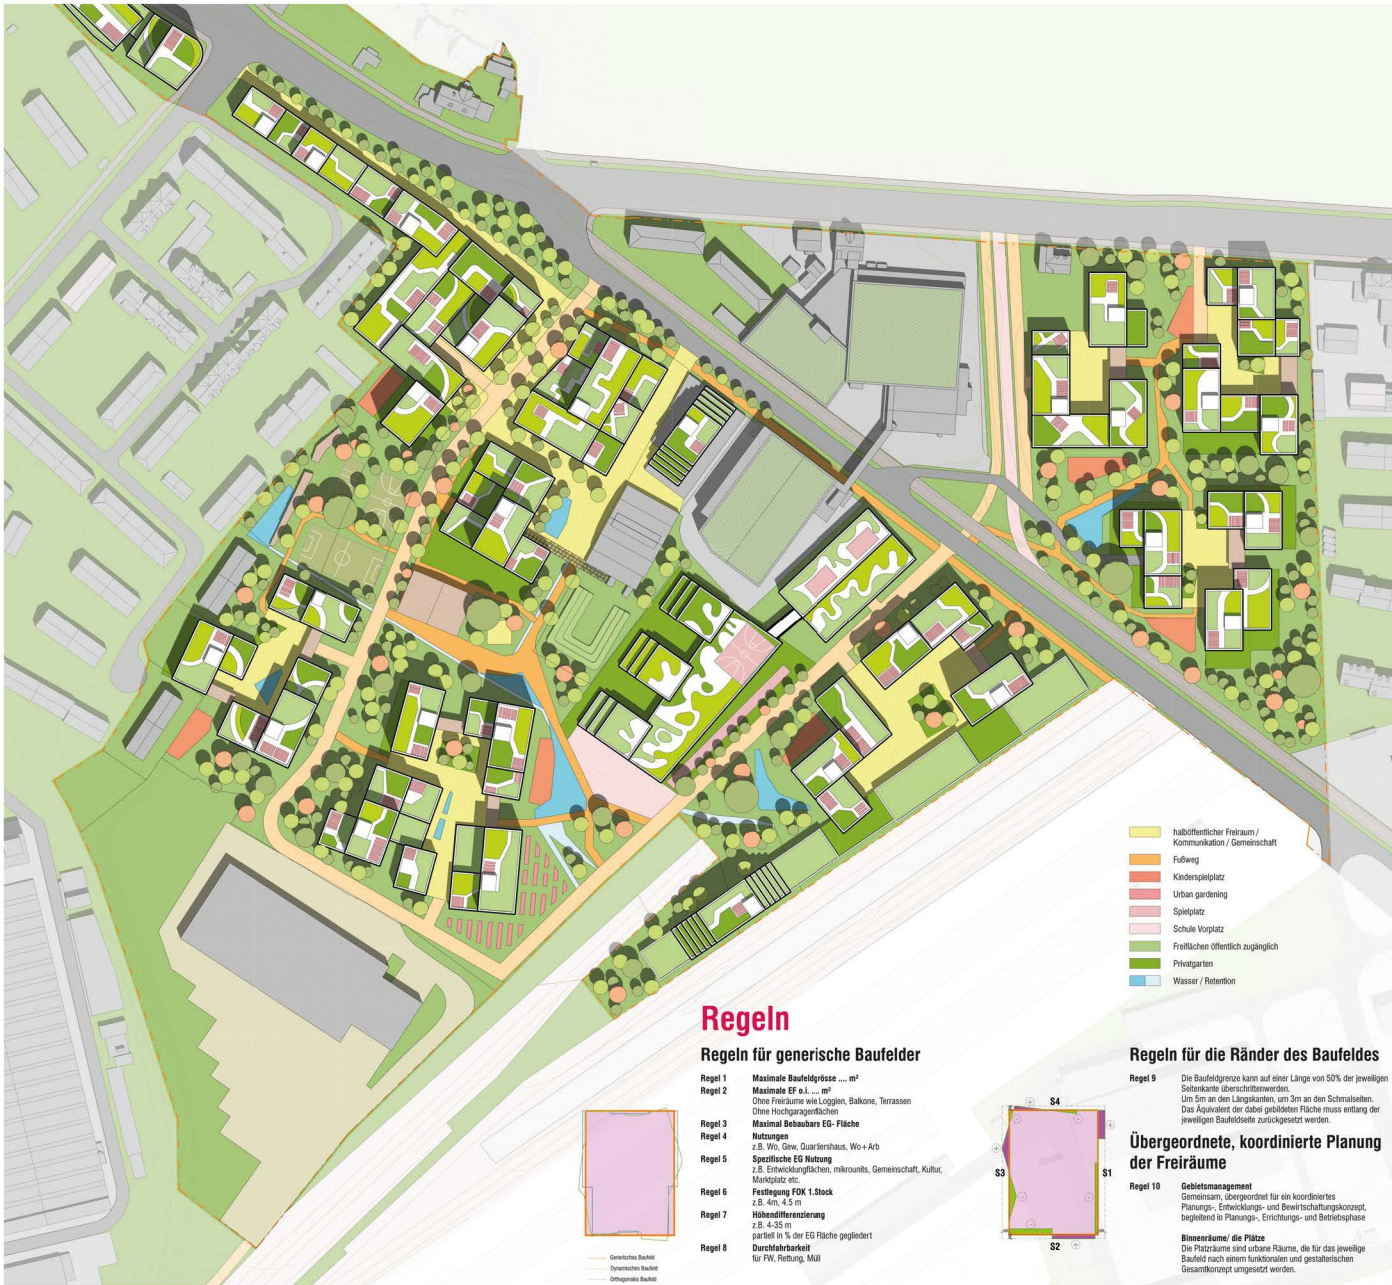 halböffentlicher Freiraum /
Kommunikation / Gemeinschaft
Fußweg
Kinderspielplatz
Urban gardening
Spielplatz
Schule Vorplatz
Freiflächen öffentlich zugänglich
Privatgarten
Wasser / Retention
Regeln
Regeln für generische Baufelder
Regel 1 Maximale Baufeldgrösse .... m²
Regel 2 Maximale EF o.i. .... m²
Ohne Freiräume wie Loggien, Balkone, Terrassen
Ohne Hochgaragenflächen
Regel 3 Maximal Bebaubare EG- Fläche
Regel 4 Nutzungen
z.B. Wo, Gew, Quartiershaus, Wo+Arb
Regel 5 Spezifische EG Nutzung
z.B. Entwicklungflächen, mikrounits, Gemeinschaft, Kultur,
Marktplatz etc.
Regel 6 Festlegung FOK 1.Stock
z.B. 4m, 4.5 m
Regel 7 Höhendifferenzierung
z.B. 4-35 m
partiell in % der EG Fläche gegliedert
Regel 8 Durchfahrbarkeit
für FW, Rettung, Müll
Generisches Baufeld
Dynamisches Baufeld
Orthogonales Baufeld
S4
S3
S1
S2
Regeln für die Ränder des Baufeldes
Regel 9 Die Baufeldgrenze kann auf einer Länge von 50% der jeweiligen
Seitenkante überschrittenwerden.
Um 5m an den Längskanten, um 3m an den Schmalseiten.
Das Äquivalent der dabei gebildeten Fläche muss entlang der
jeweiligen Baufeldseite zurückgesetzt werden.
Übergeordnete, koordinierte Planung
der Freiräume
Regel 10 Gebietsmanagement
Gemeinsam, übergeordnet für ein koordiniertes
Planungs-, Entwicklungs- und Bewirtschaftungskonzept,
begleitend in Planungs-, Errichtungs- und Betriebsphase
Binnenräume/ die Plätze
Die Platzräume sind urbane Räume, die für das jeweilige
Baufeld nach einem funktionalen und gestalterischen
Gesamtkonzept umgesetzt werden.